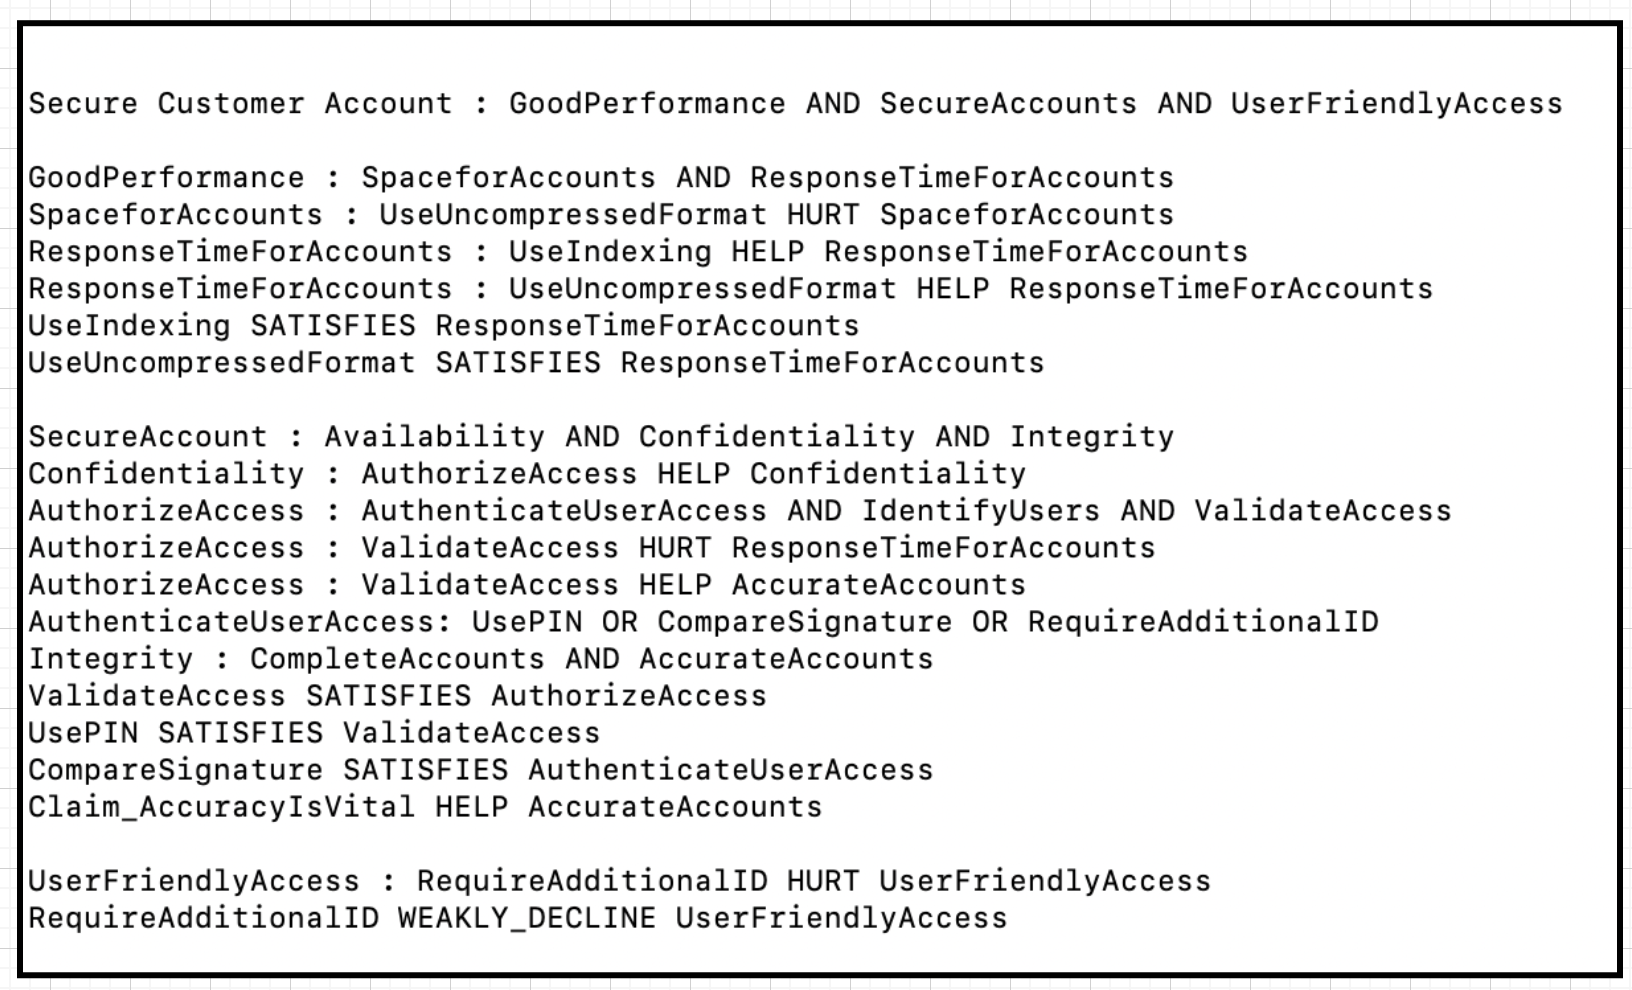 Secure Customer Account : GoodPerformance AND SecureAccounts AND UserFriendlyAccess
GoodPerformance : SpaceforAccounts AND ResponseTimeForAccounts
SpaceforAccounts : UseUncompressedFormat HURT SpaceforAccounts
ResponseTimeForAccounts : UseIndexing HELP ResponseTimeForAccounts
ResponseTimeForAccounts : UseUncompressedFormat HELP ResponseTimeForAccounts
UseIndexing SATISFIES ResponseTimeForAccounts
UseUncompressedFormat SATISFIES ResponseTimeForAccounts
SecureAccount : Availability AND Confidentiality AND Integrity
Confidentiality : AuthorizeAccess HELP Confidentiality
AuthorizeAccess : AuthenticateUserAccess AND IdentifyUsers AND ValidateAccess
AuthorizeAccess : ValidateAccess HURT ResponseTimeForAccounts
AuthorizeAccess : ValidateAccess HELP AccurateAccounts
AuthenticateUserAccess: UsePIN OR CompareSignature OR RequireAdditionalID
Integrity : CompleteAccounts AND AccurateAccounts
ValidateAccess SATISFIES AuthorizeAccess
UsePIN SATISFIES ValidateAccess
CompareSignature SATISFIES AuthenticateUserAccess
Claim_AccuracyIsVital HELP AccurateAccounts
UserFriendlyAccess : RequireAdditionalID HURT UserFriendlyAccess
RequireAdditionalID WEAKLY_DECLINE UserFriendlyAccess